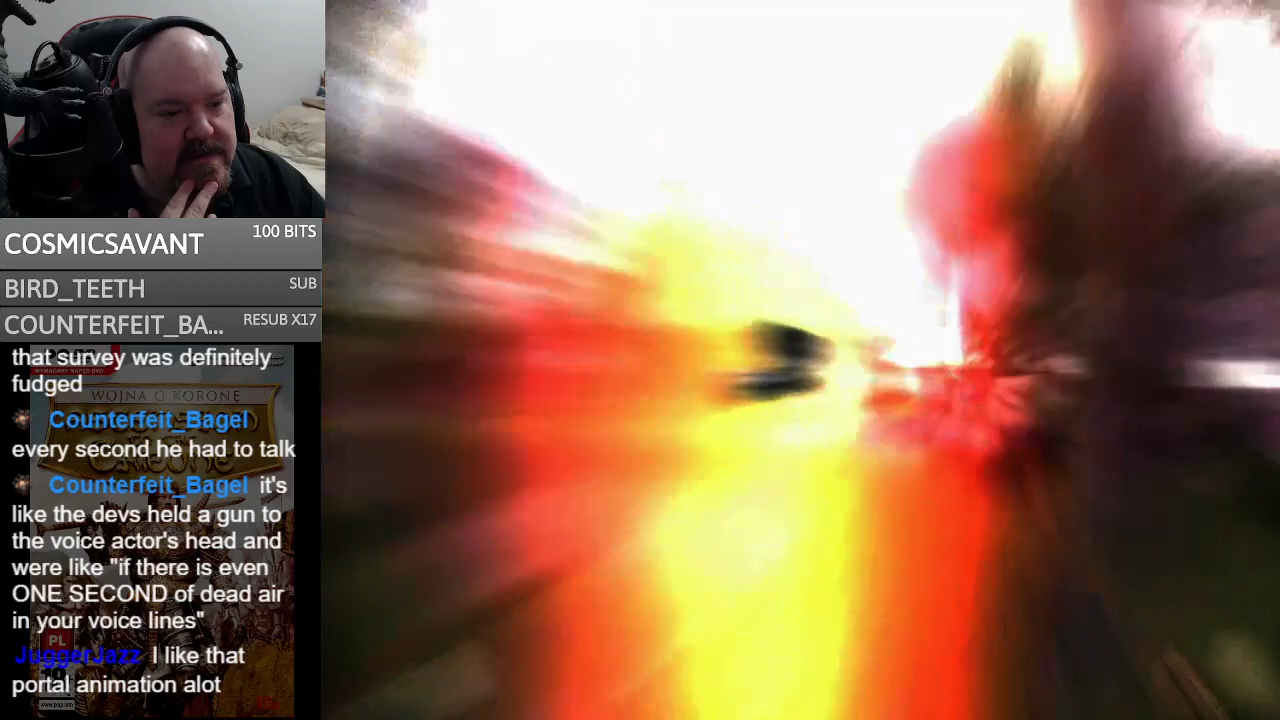 COSMICSAVANT 100 BITS
BIRD_TEETH SUB
COUNTERFEIT_BA... RESUB X17
that survey was definitely
fudged
WOJNA O KORONĘ
Counterfeit_Bagel
every second he had to talk
Counterfeit_Bagel it's
like the devs held a gun to
the voice actor's head and
were like "if there is even
ONE SECOND of dead air
in your voice lines"
PL
JuggerJazz I like that
portal animation alot